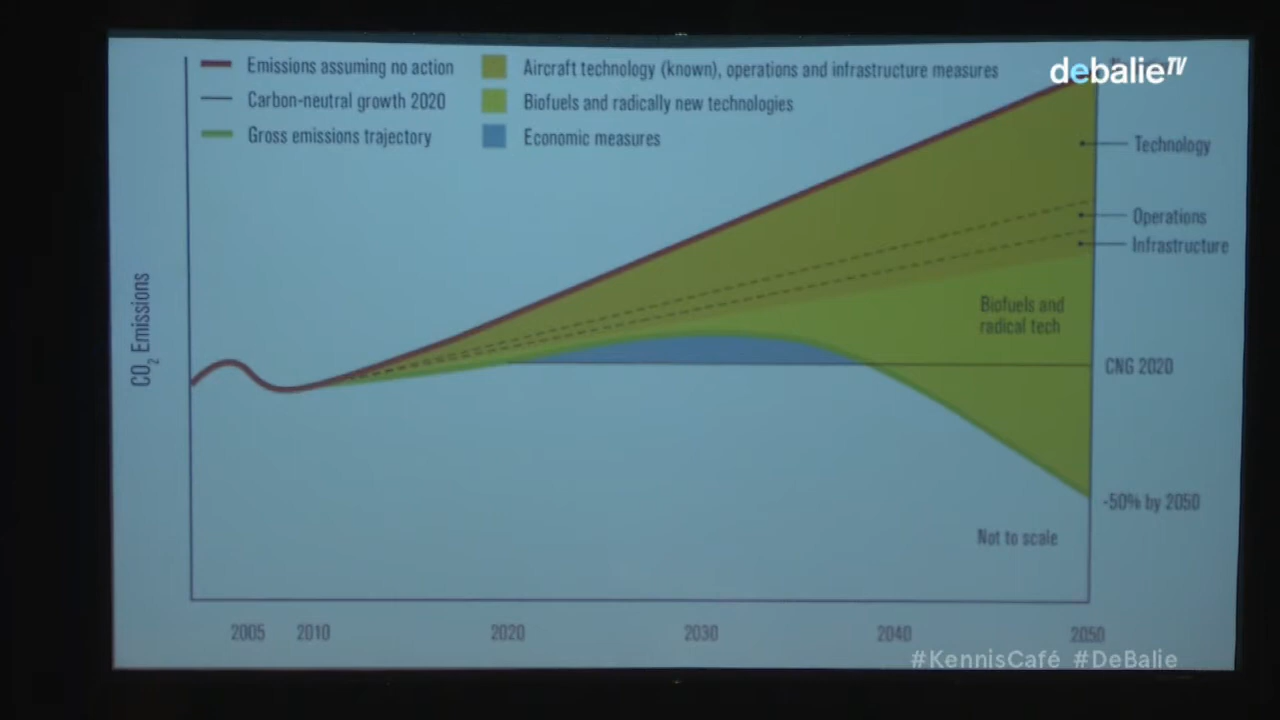 Emissions assuming no action
Carbon-neutral growth 2020
Gross emissions trajectory
Aircraft technology (known), operations and infrastructure measures
Biofuels and radically new technologies
Economic measures
debalieTV
Technology
Operations
Infrastructure
Biofuels and
radical tech
CNG 2020
-50% by 2050
Not to scale
CO2 Emissions
2005 2010 2020 2030 2040 2050
#KennisCafé #DeBalie